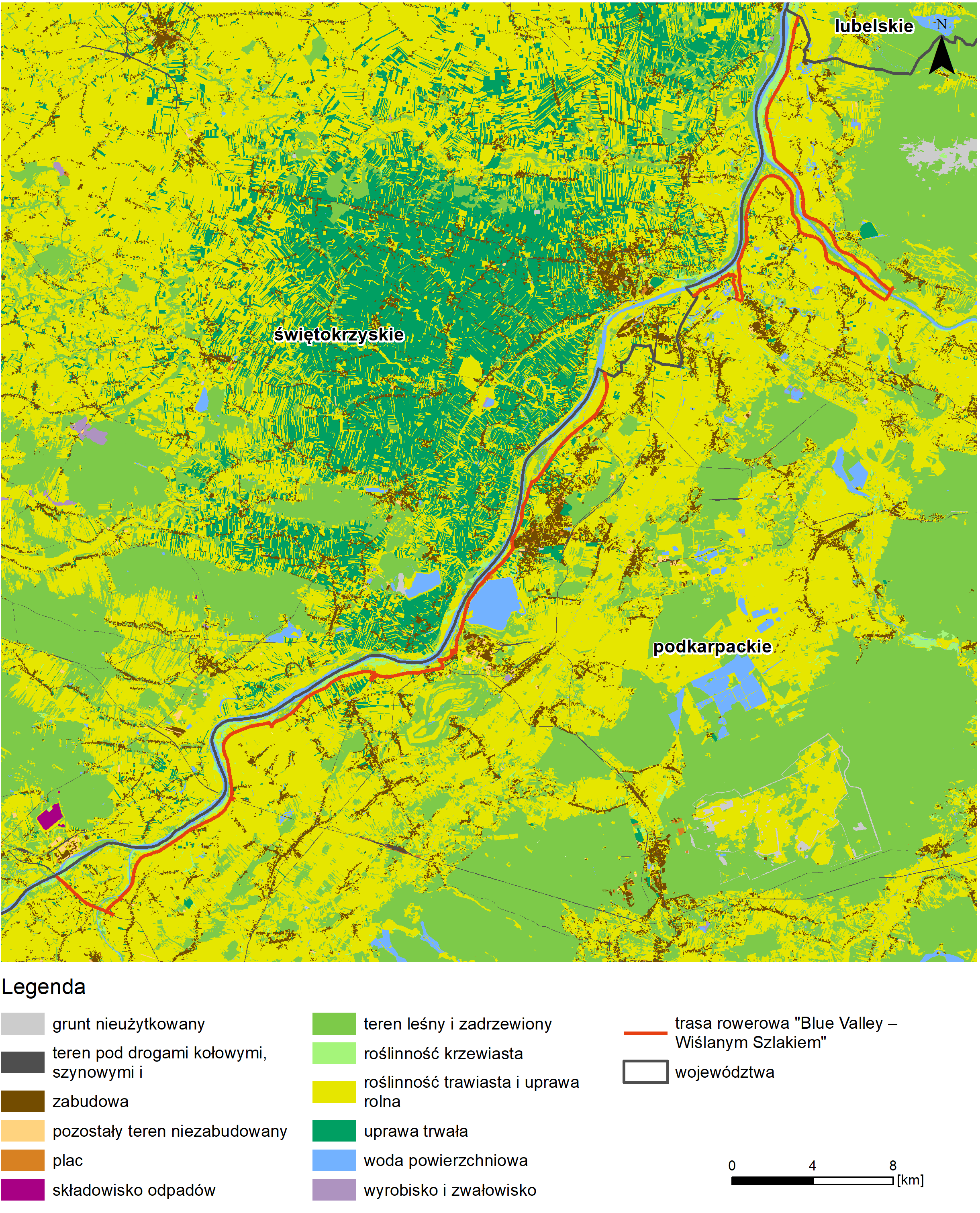 lubelskie
N
świętokrzyskie
podkarpackie
Legenda
grunt nieużytkowany
teren pod drogami kołowymi,
szynowymi i
zabudowa
pozostały teren niezabudowany
plac
składowisko odpadów
teren leśny i zadrzewiony
roślinność krzewiasta
roślinność trawiasta i uprawa
rolna
uprawa trwała
woda powierzchniowa
wyrobisko i zwałowisko
trasa rowerowa "Blue Valley –
Wiślanym Szlakiem"
województwa
0 4 8
[km]